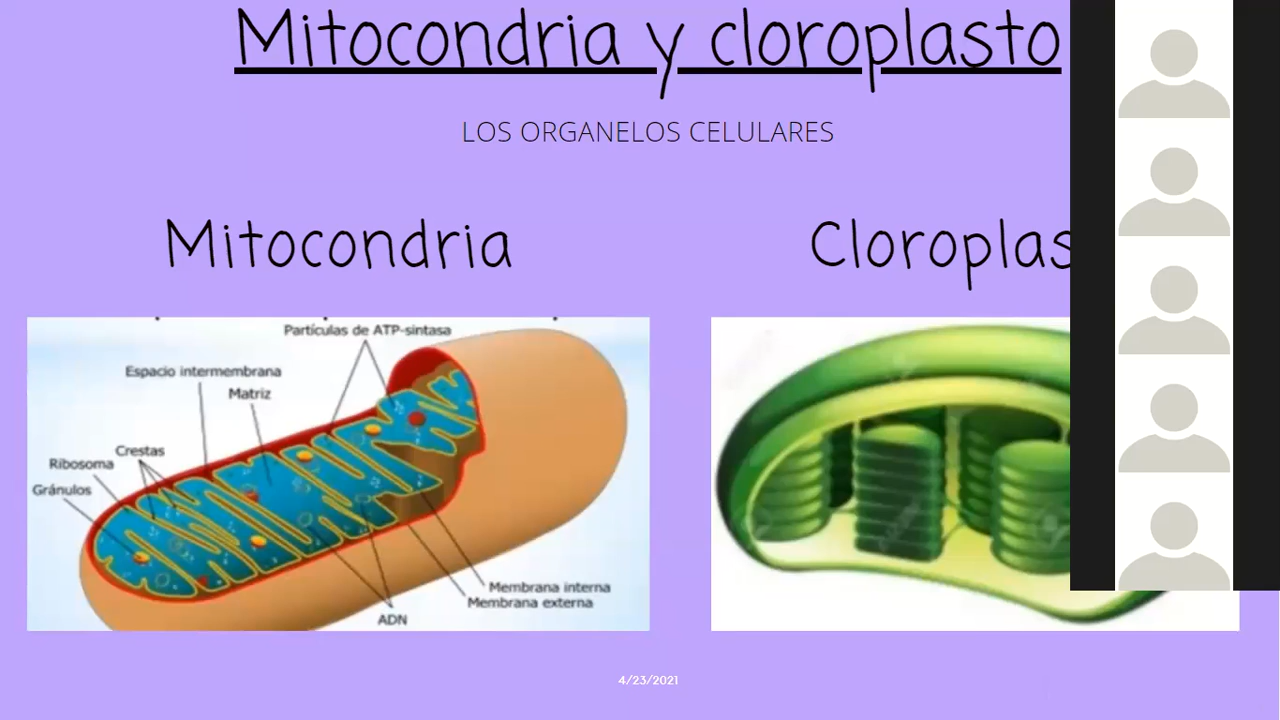 Mitocondria y cloroplasto
LOS ORGANELOS CELULARES
Mitocondria
Cloroplas
Partículas de ATP-sintasa
Espacio intermembrana
Matriz
Crestas
Ribosoma
Gránulos
Membrana interna
Membrana externa
ADN
4/23/2021